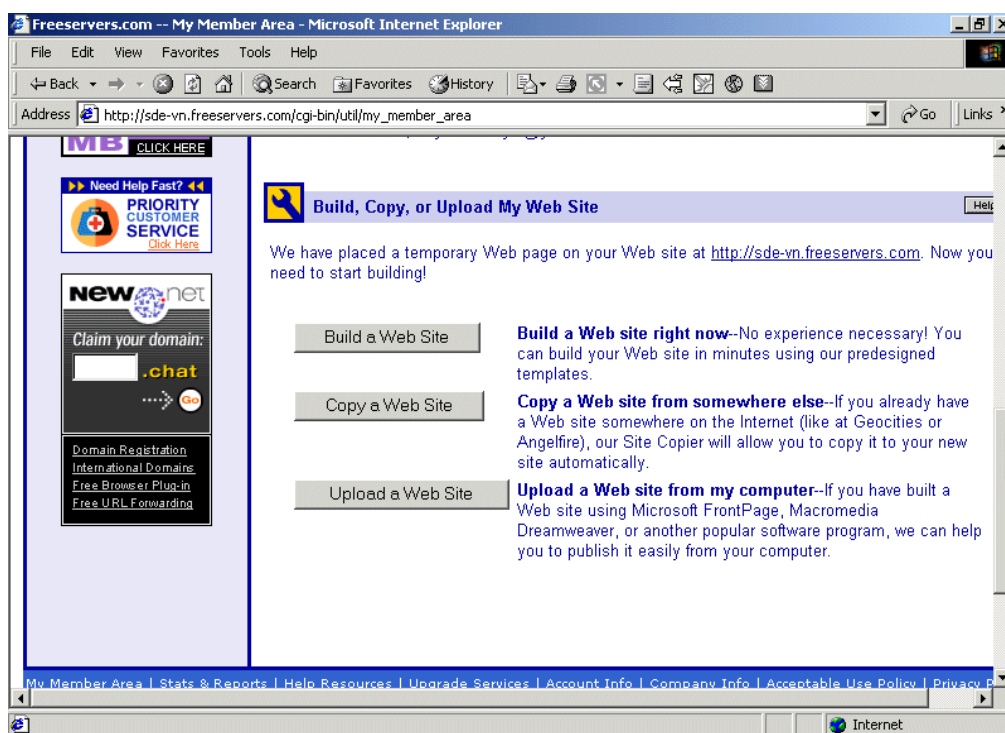 Freeservers.com -- My Member Area - Microsoft Internet Explorer
File Edit View Favorites Tools Help
Back Search Favorites History
Address http://sde-vn.freeservers.com/cgi-bin/util/my_member_area Go Links
MB CLICK HERE
Need Help Fast?
PRIORITY
CUSTOMER
SERVICE
Click Here
New.net
Claim your domain:
.chat
Go
Domain Registration
International Domains
Free Browser Plug-in
Free URL Forwarding
Build, Copy, or Upload My Web Site
Help
We have placed a temporary Web page on your Web site at http://sde-vn.freeservers.com. Now you
need to start building!
Build a Web Site
Build a Web site right now--No experience necessary! You
can build your Web site in minutes using our predesigned
templates.
Copy a Web Site
Copy a Web site from somewhere else--If you already have
a Web site somewhere on the Internet (like at Geocities or
Angelfire), our Site Copier will allow you to copy it to your new
site automatically.
Upload a Web Site
Upload a Web site from my computer--If you have built a
Web site using Microsoft FrontPage, Macromedia
Dreamweaver, or another popular software program, we can help
you to publish it easily from your computer.
My Member Area | Stats & Reports | Help Resources | Upgrade Services | Account Info | Company Info | Acceptable Use Policy | Privacy P
Internet